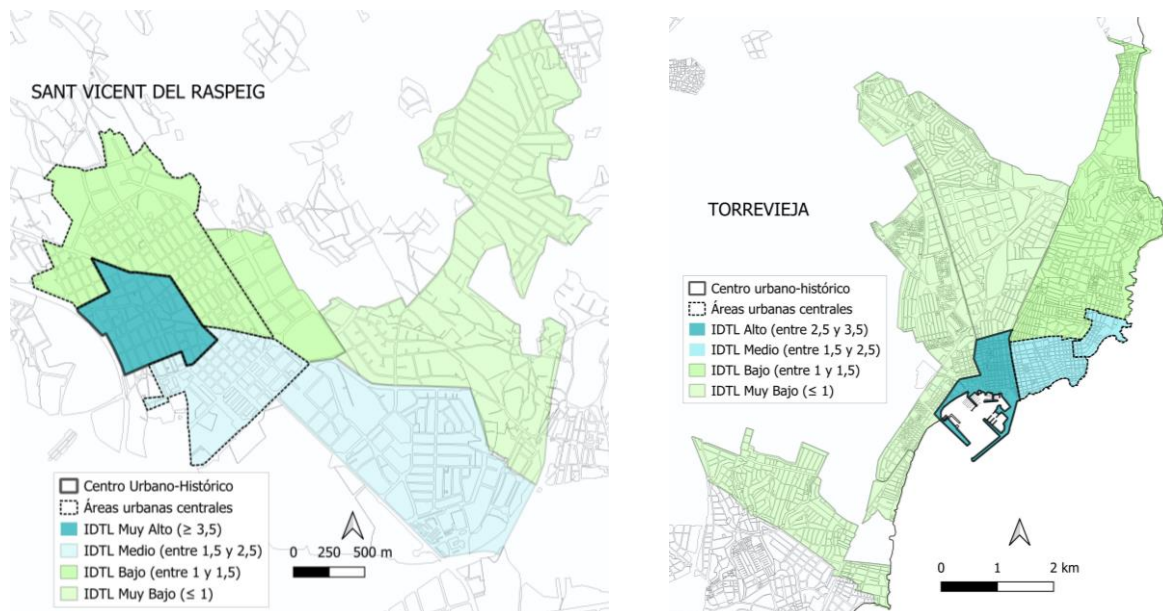 SANT VICENT DEL RASPEIG
Centro Urbano-Histórico
Áreas urbanas centrales
IDTL Muy Alto (≥ 3,5)
IDTL Medio (entre 1,5 y 2,5)
IDTL Bajo (entre 1 y 1,5)
IDTL Muy Bajo (≤ 1)
0 250 500 m
TORREVIEJA
Centro urbano-histórico
Áreas urbanas centrales
IDTL Alto (entre 2,5 y 3,5)
IDTL Medio (entre 1,5 y 2,5)
IDTL Bajo (entre 1 y 1,5)
IDTL Muy Bajo (≤ 1)
0 1 2 km